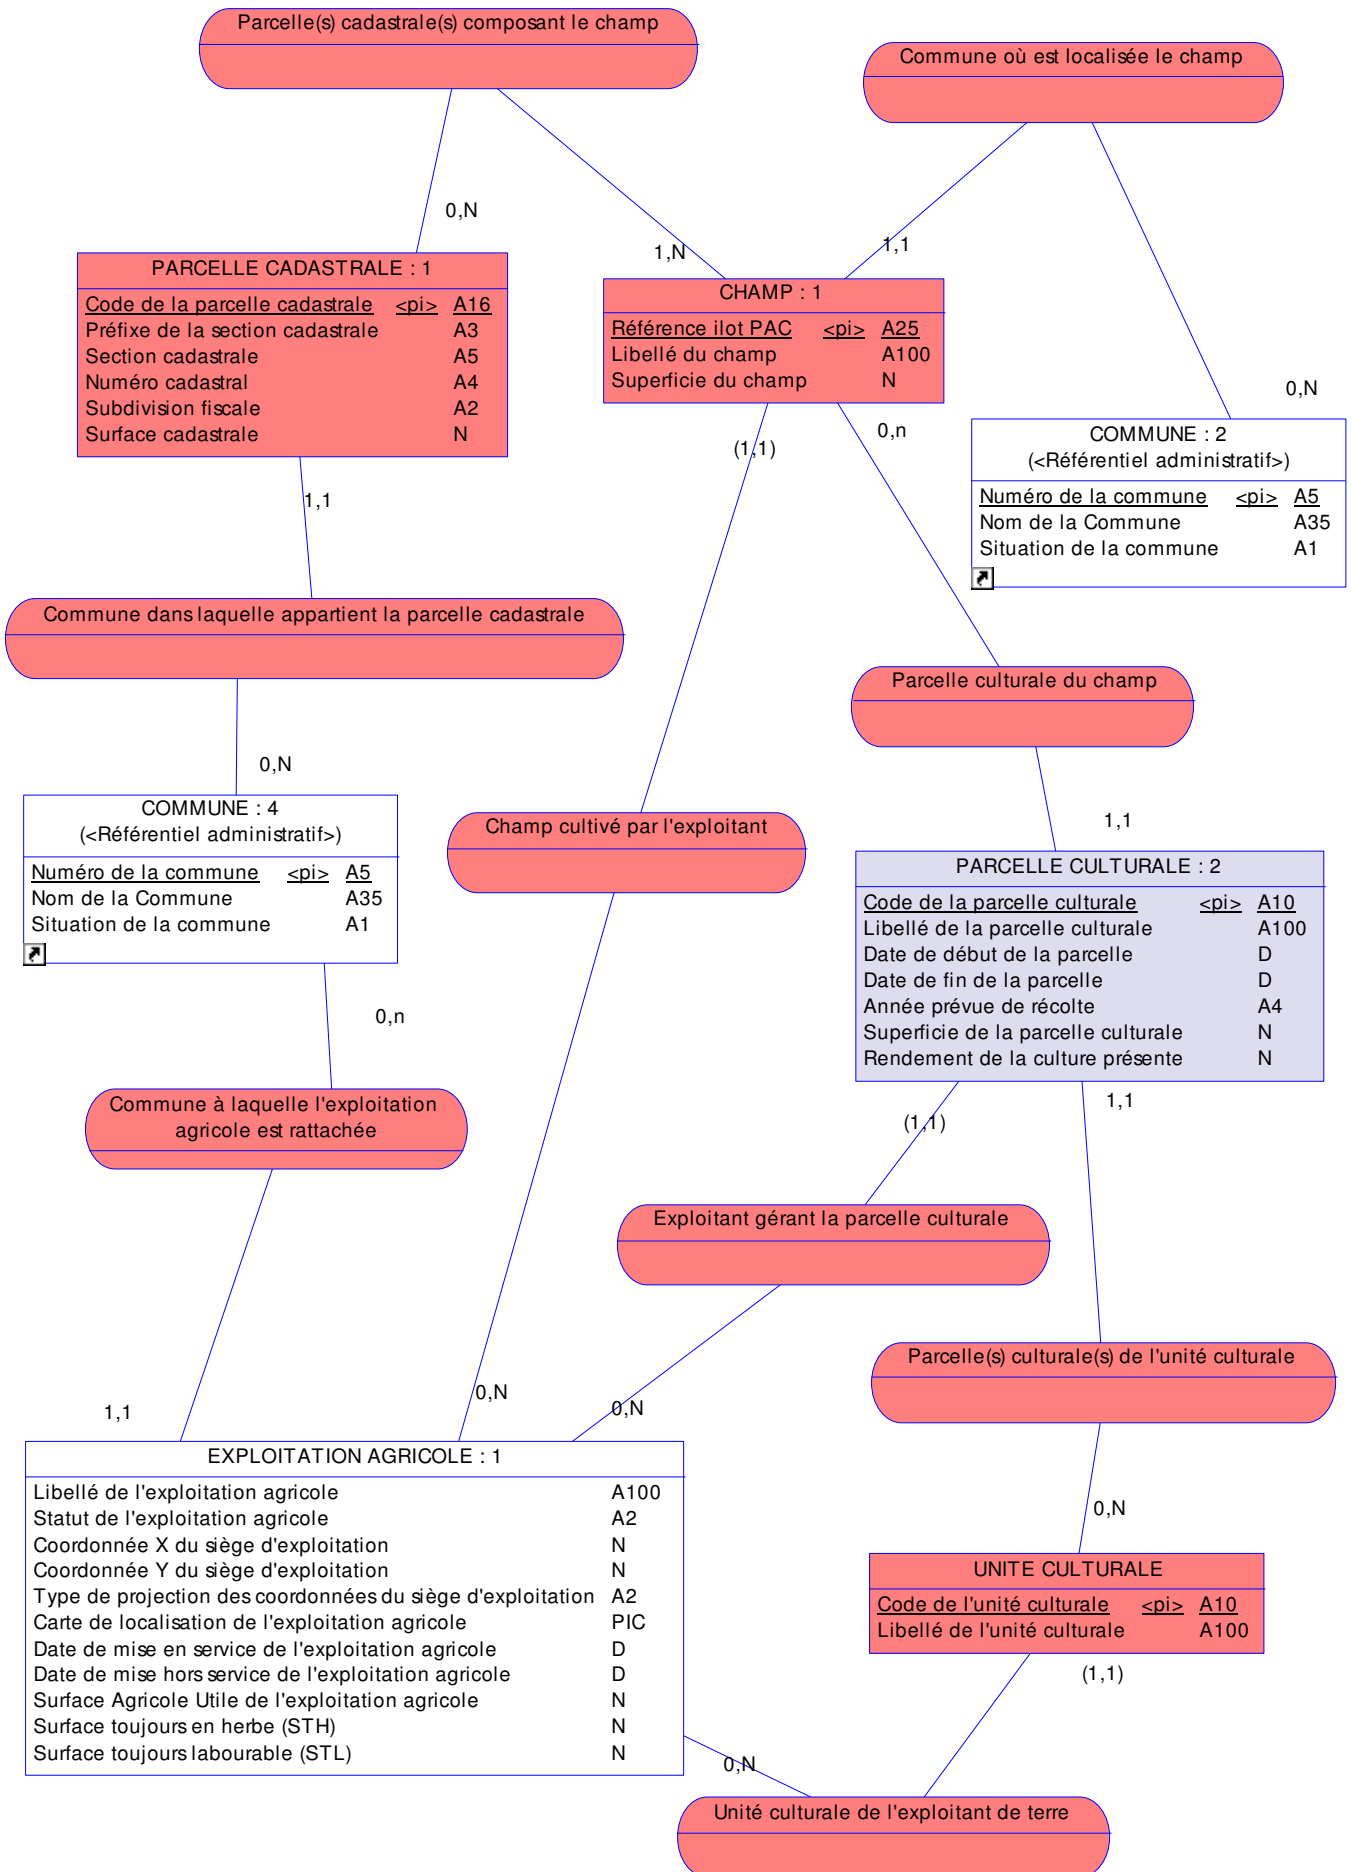 Parcelle(s) cadastrale(s) composant le champ
Commune où est localisée le champ
0,N
1,N
1,1
PARCELLE CADASTRALE : 1
Code de la parcelle cadastrale <pi> A16
Préfixe de la section cadastrale A3
Section cadastrale A5
Numéro cadastral A4
Subdivision fiscale A2
Surface cadastrale N
CHAMP : 1
Référence ilot PAC <pi> A25
Libellé du champ A100
Superficie du champ N
0,N
COMMUNE : 2
(<Référentiel administratif>)
Numéro de la commune <pi> A5
Nom de la Commune A35
Situation de la commune A1
(1,1)
0,n
1,1
Commune dans laquelle appartient la parcelle cadastrale
Parcelle culturale du champ
0,N
COMMUNE : 4
(<Référentiel administratif>)
Numéro de la commune <pi> A5
Nom de la Commune A35
Situation de la commune A1
Champ cultivé par l'exploitant
1,1
PARCELLE CULTURALE : 2
Code de la parcelle culturale <pi> A10
Libellé de la parcelle culturale A100
Date de début de la parcelle D
Date de fin de la parcelle D
Année prévue de récolte A4
Superficie de la parcelle culturale N
Rendement de la culture présente N
0,n
Commune à laquelle l'exploitation
agricole est rattachée
(1,1)
1,1
Exploitant gérant la parcelle culturale
Parcelle(s) culturale(s) de l'unité culturale
1,1
0,N
0,N
EXPLOITATION AGRICOLE : 1
Libellé de l'exploitation agricole A100
Statut de l'exploitation agricole A2
Coordonnée X du siège d'exploitation N
Coordonnée Y du siège d'exploitation N
Type de projection des coordonnées du siège d'exploitation A2
Carte de localisation de l'exploitation agricole PIC
Date de mise en service de l'exploitation agricole D
Date de mise hors service de l'exploitation agricole D
Surface Agricole Utile de l'exploitation agricole N
Surface toujours en herbe (STH) N
Surface toujours labourable (STL) N
0,N
UNITE CULTURALE
Code de l'unité culturale <pi> A10
Libellé de l'unité culturale A100
(1,1)
0,N
Unité culturale de l'exploitant de terre